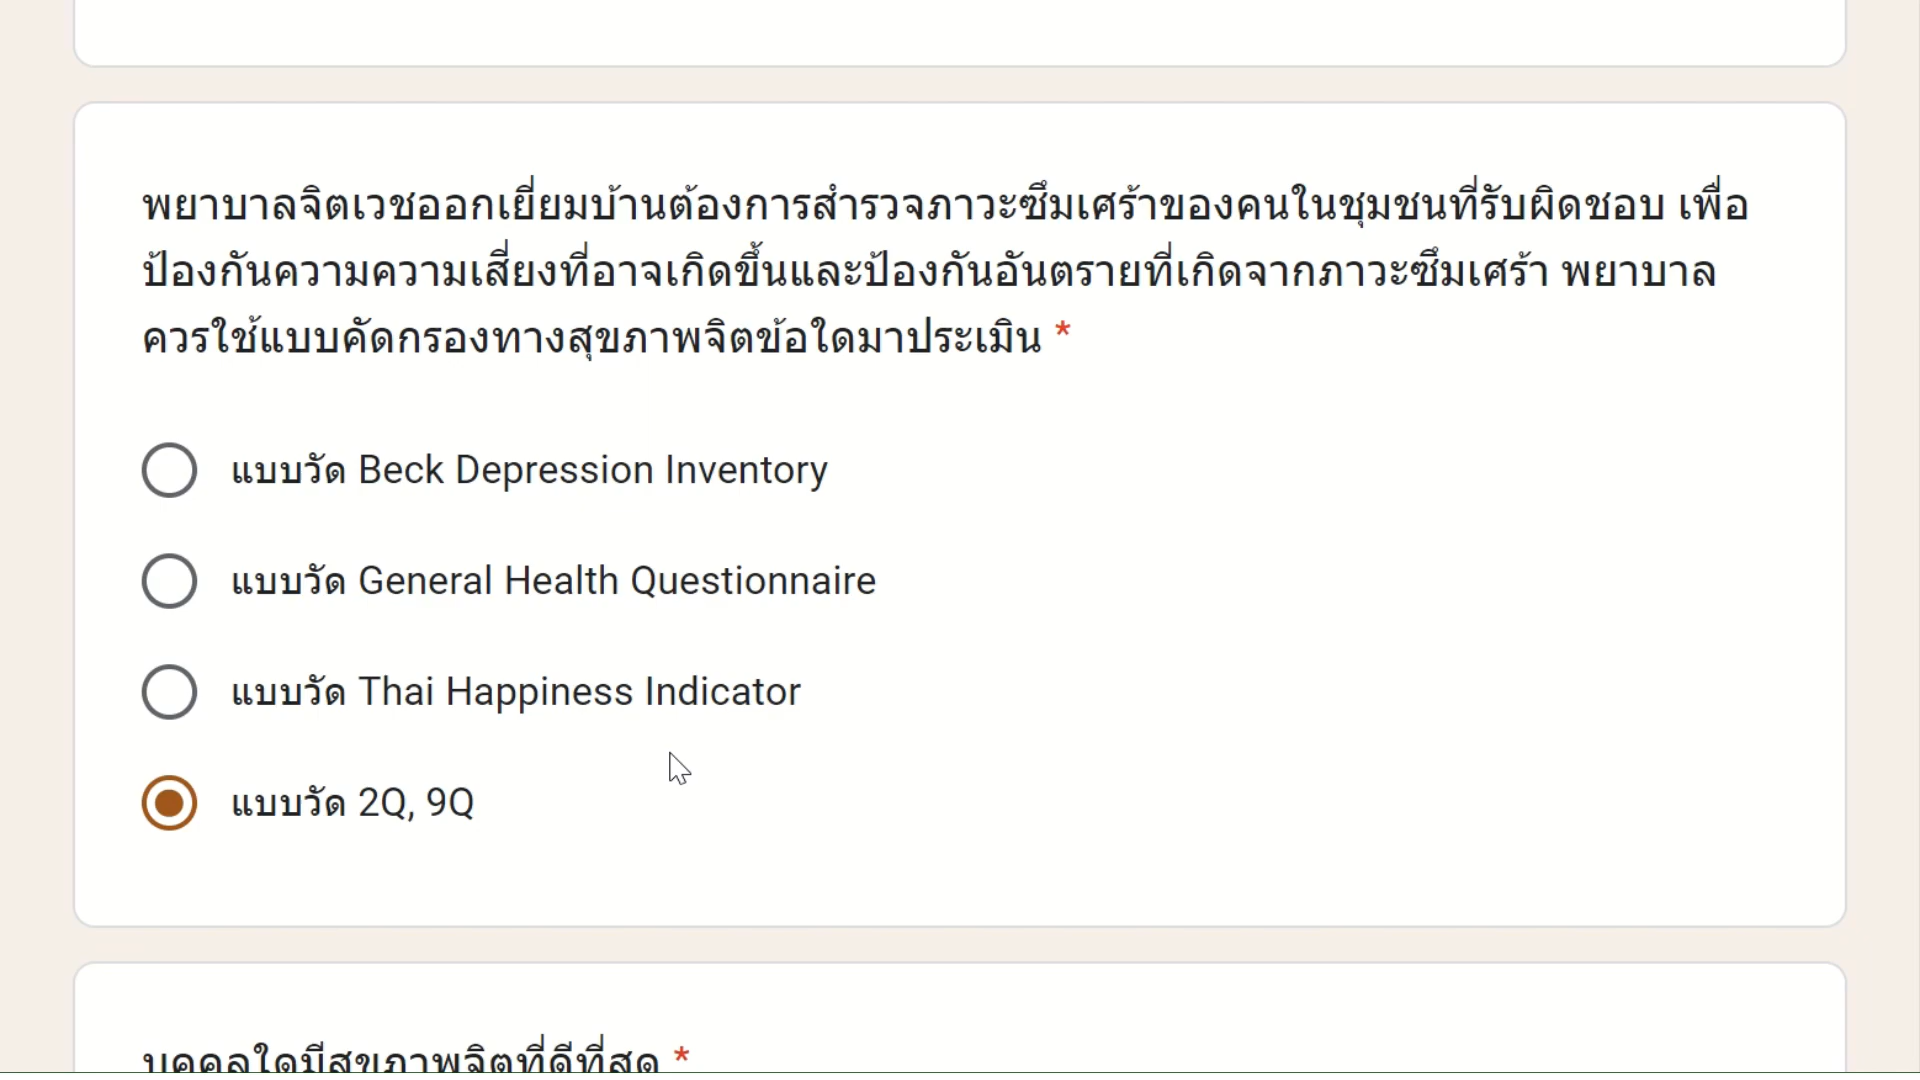 พยาบาลจิตเวชออกเยี่ยมบ้านต้องการสำรวจภาวะซึมเศร้าของคนในชุมชนที่รับผิดชอบ เพื่อ
ป้องกันความความเสี่ยงที่อาจเกิดขึ้นและป้องกันอันตรายที่เกิดจากภาวะซึมเศร้า พยาบาล
ควรใช้แบบคัดกรองทางสุขภาพจิตข้อใดมาประเมิน *
แบบวัด Beck Depression Inventory
แบบวัด General Health Questionnaire
แบบวัด Thai Happiness Indicator
แบบวัด 2Q, 9Q
บุคคลใดมีสุขภาพจิตที่ดีที่สุด *